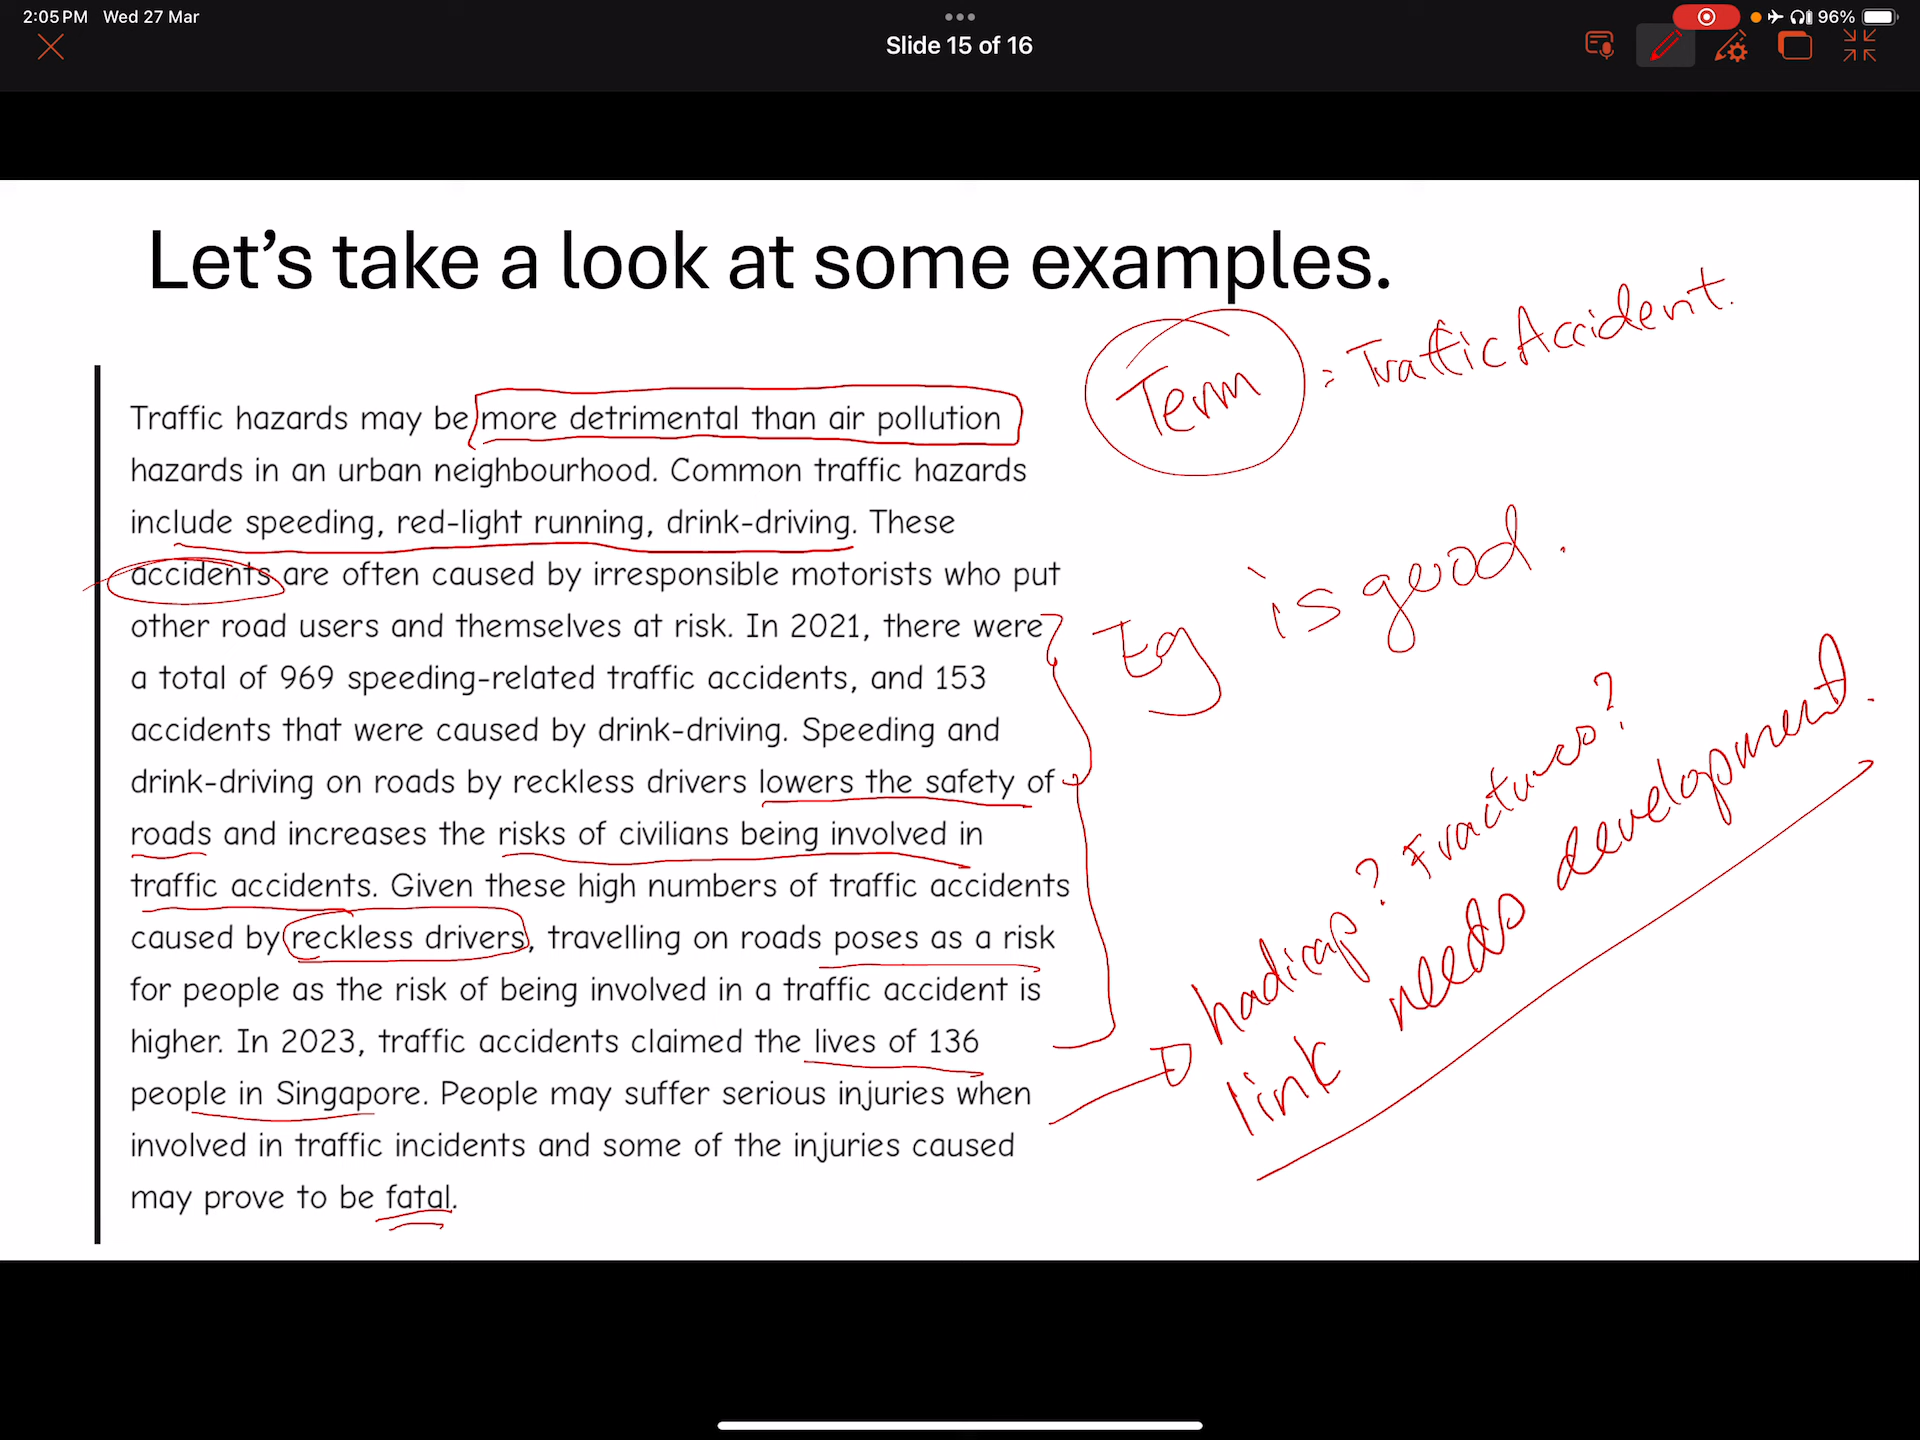 2:05 PM Wed 27 Mar
96%
Slide 15 of 16
Let's take a look at some examples.
Traffic hazards may be more detrimental than air pollution
hazards in an urban neighbourhood. Common traffic hazards
include speeding, red-light running, drink-driving. These
accidents are often caused by irresponsible motorists who put
other road users and themselves at risk. In 2021, there were
a total of 969 speeding-related traffic accidents, and 153
accidents that were caused by drink-driving. Speeding and
drink-driving on roads by reckless drivers lowers the safety of
roads and increases the risks of civilians being involved in
traffic accidents. Given these high numbers of traffic accidents
caused by reckless drivers, travelling on roads poses as a risk
for people as the risk of being involved in a traffic accident is
higher. In 2023, traffic accidents claimed the lives of 136
people in Singapore. People may suffer serious injuries when
involved in traffic incidents and some of the injuries caused
may prove to be fatal.
Term = Traffic Accident.
Eg is good.
hadicap? Fractures?
link needs development.